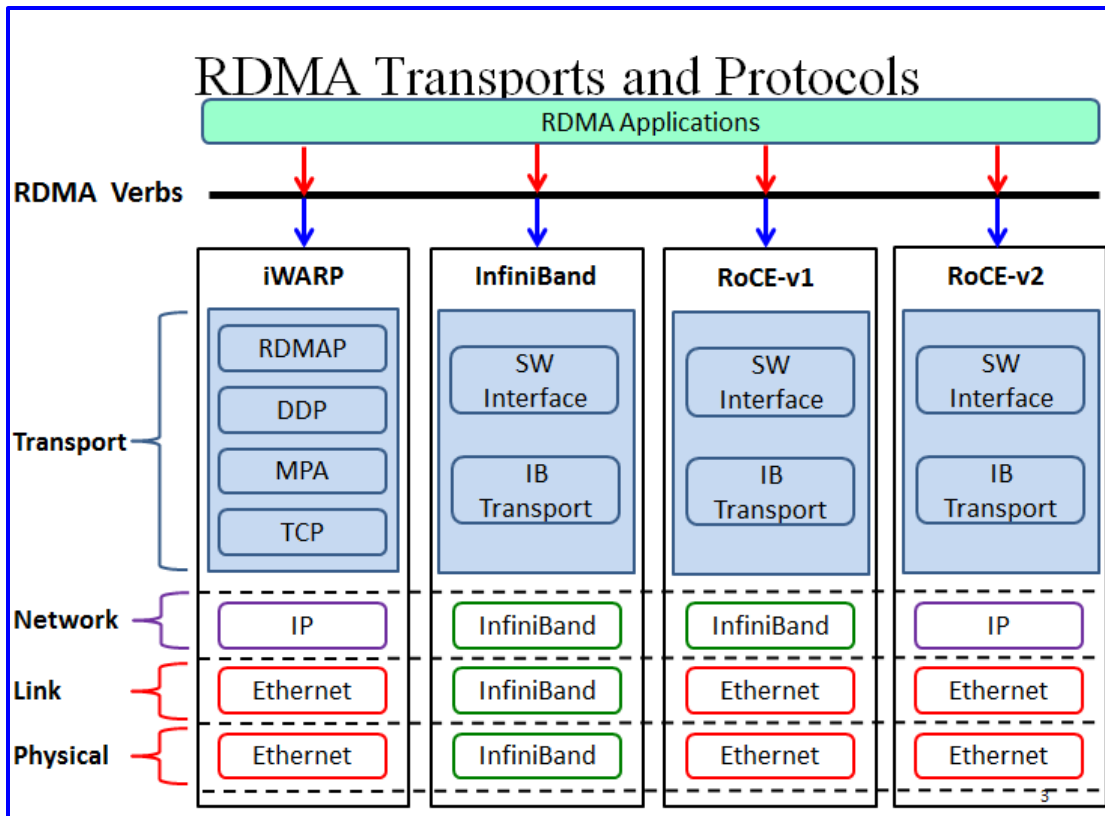 RDMA Transports and Protocols
RDMA Applications
RDMA Verbs
iWARP
InfiniBand
RoCE-v1
RoCE-v2
Transport
RDMAP
DDP
MPA
TCP
SW
Interface
IB
Transport
SW
Interface
IB
Transport
SW
Interface
IB
Transport
Network
IP
InfiniBand
InfiniBand
IP
Link
Ethernet
InfiniBand
Ethernet
Ethernet
Physical
Ethernet
InfiniBand
Ethernet
Ethernet
3